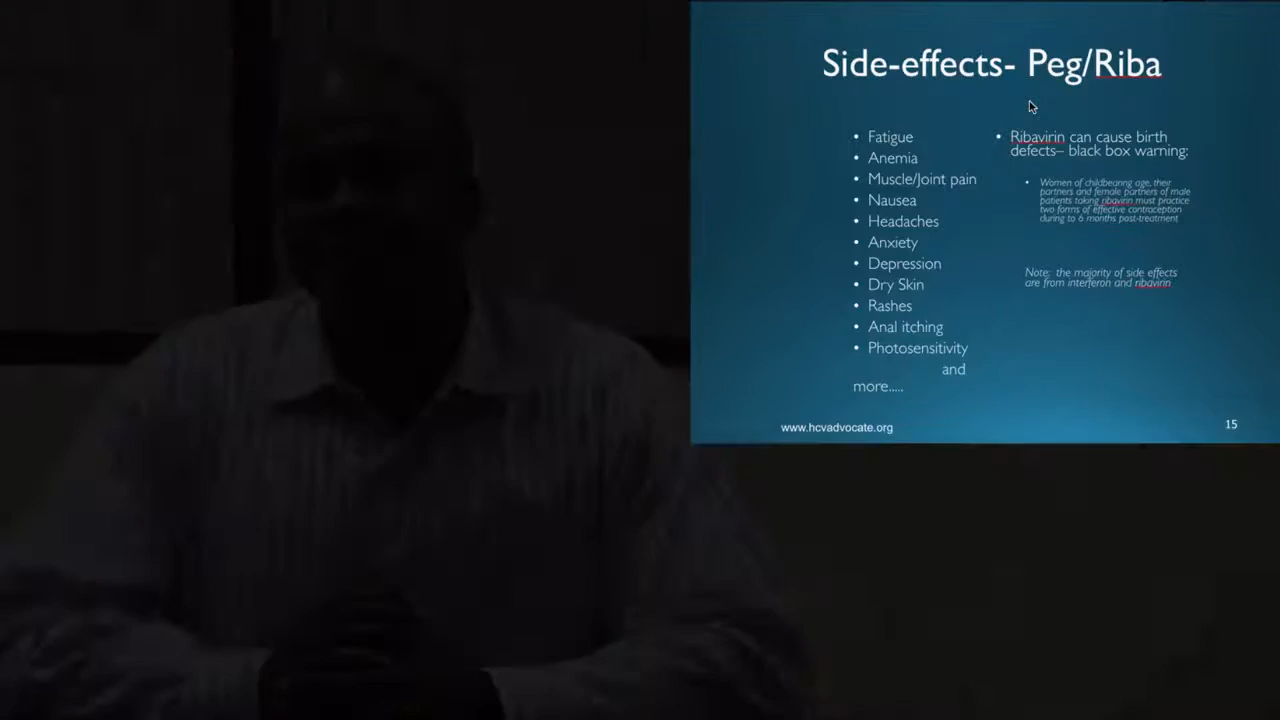 Side-effects- Peg/Riba
• Fatigue
• Anemia
• Muscle/Joint pain
• Nausea
• Headaches
• Anxiety
• Depression
• Dry Skin
• Rashes
• Anal itching
• Photosensitivity
and
more.....
• Ribavirin can cause birth
defects– black box warning:
• Women of childbearing age, their
partners and female partners of male
patients taking ribavirin must practice
two forms of effective contraception
during to 6 months post-treatment
Note: the majority of side effects
are from interferon and ribavirin
www.hcvadvocate.org
15